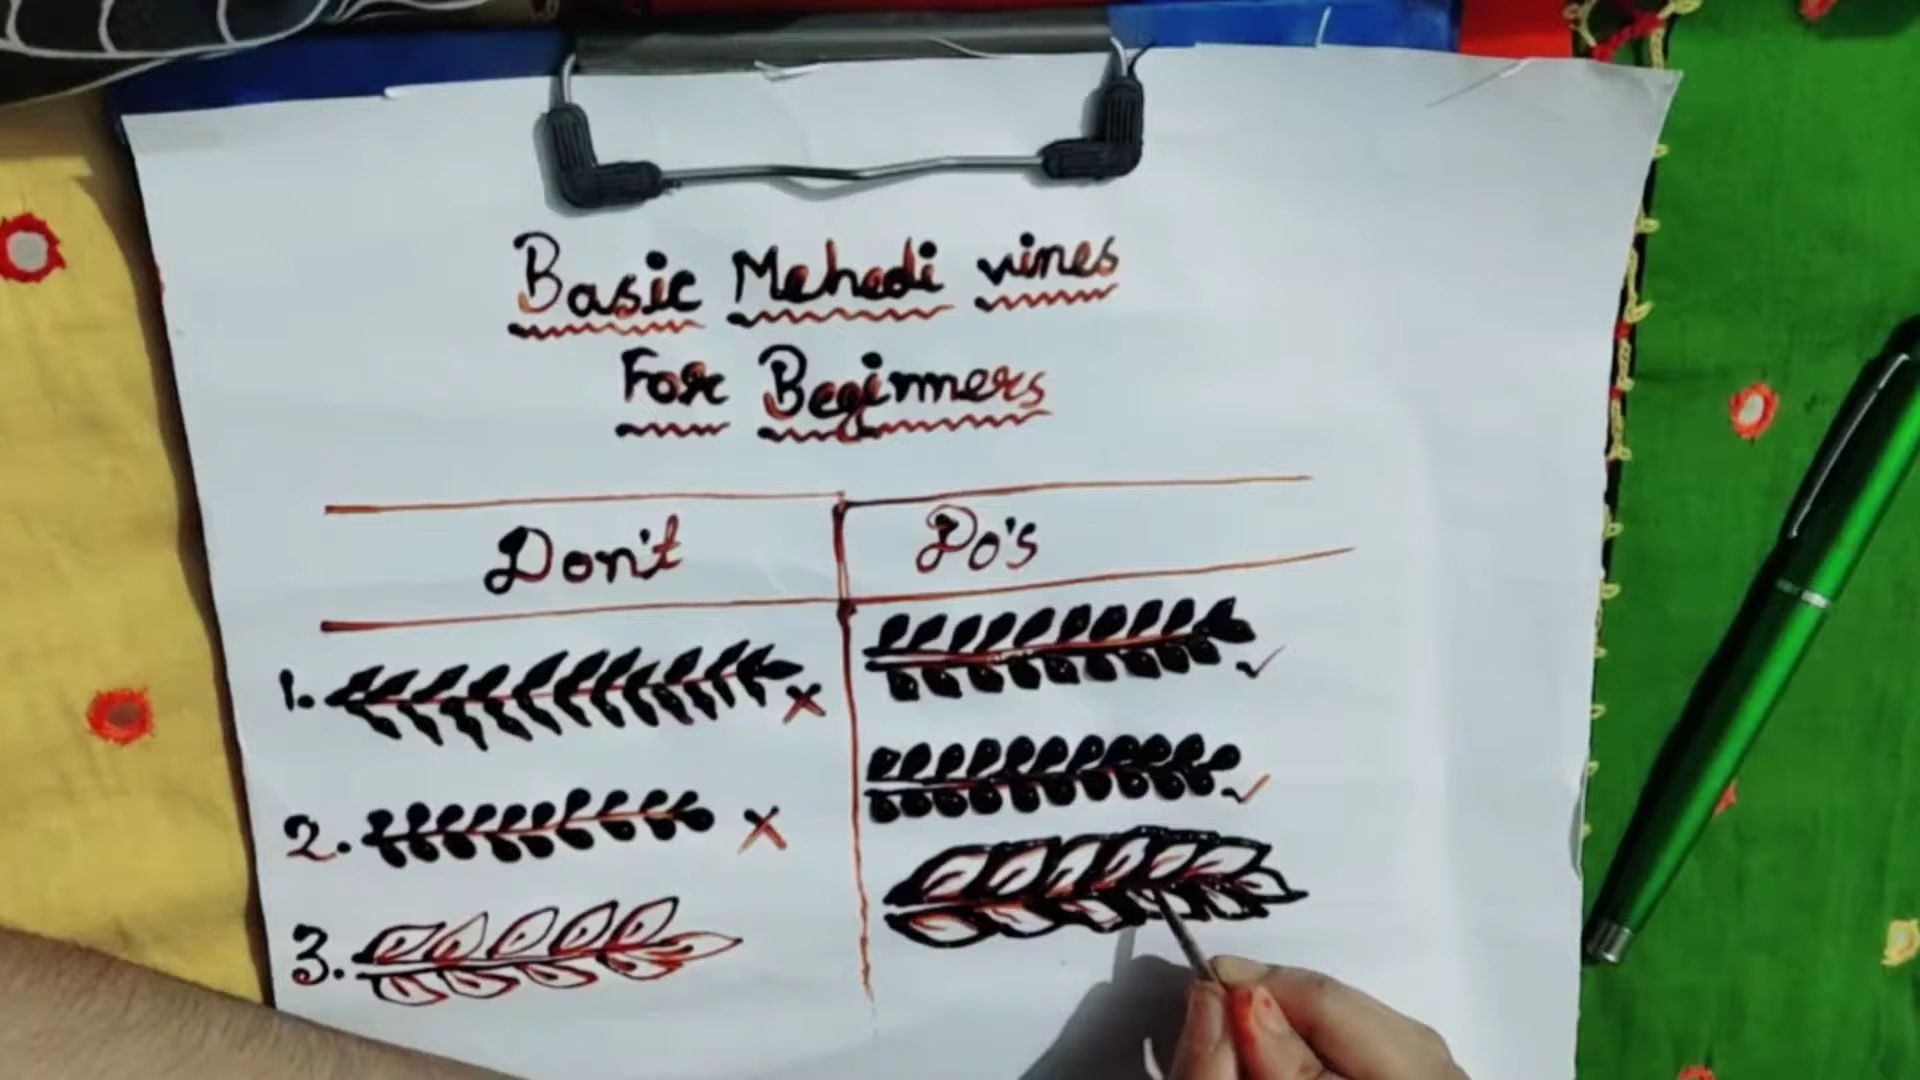 Basic Mehedi vines
For Beginners
Don't
Do's
1.
2.
3.